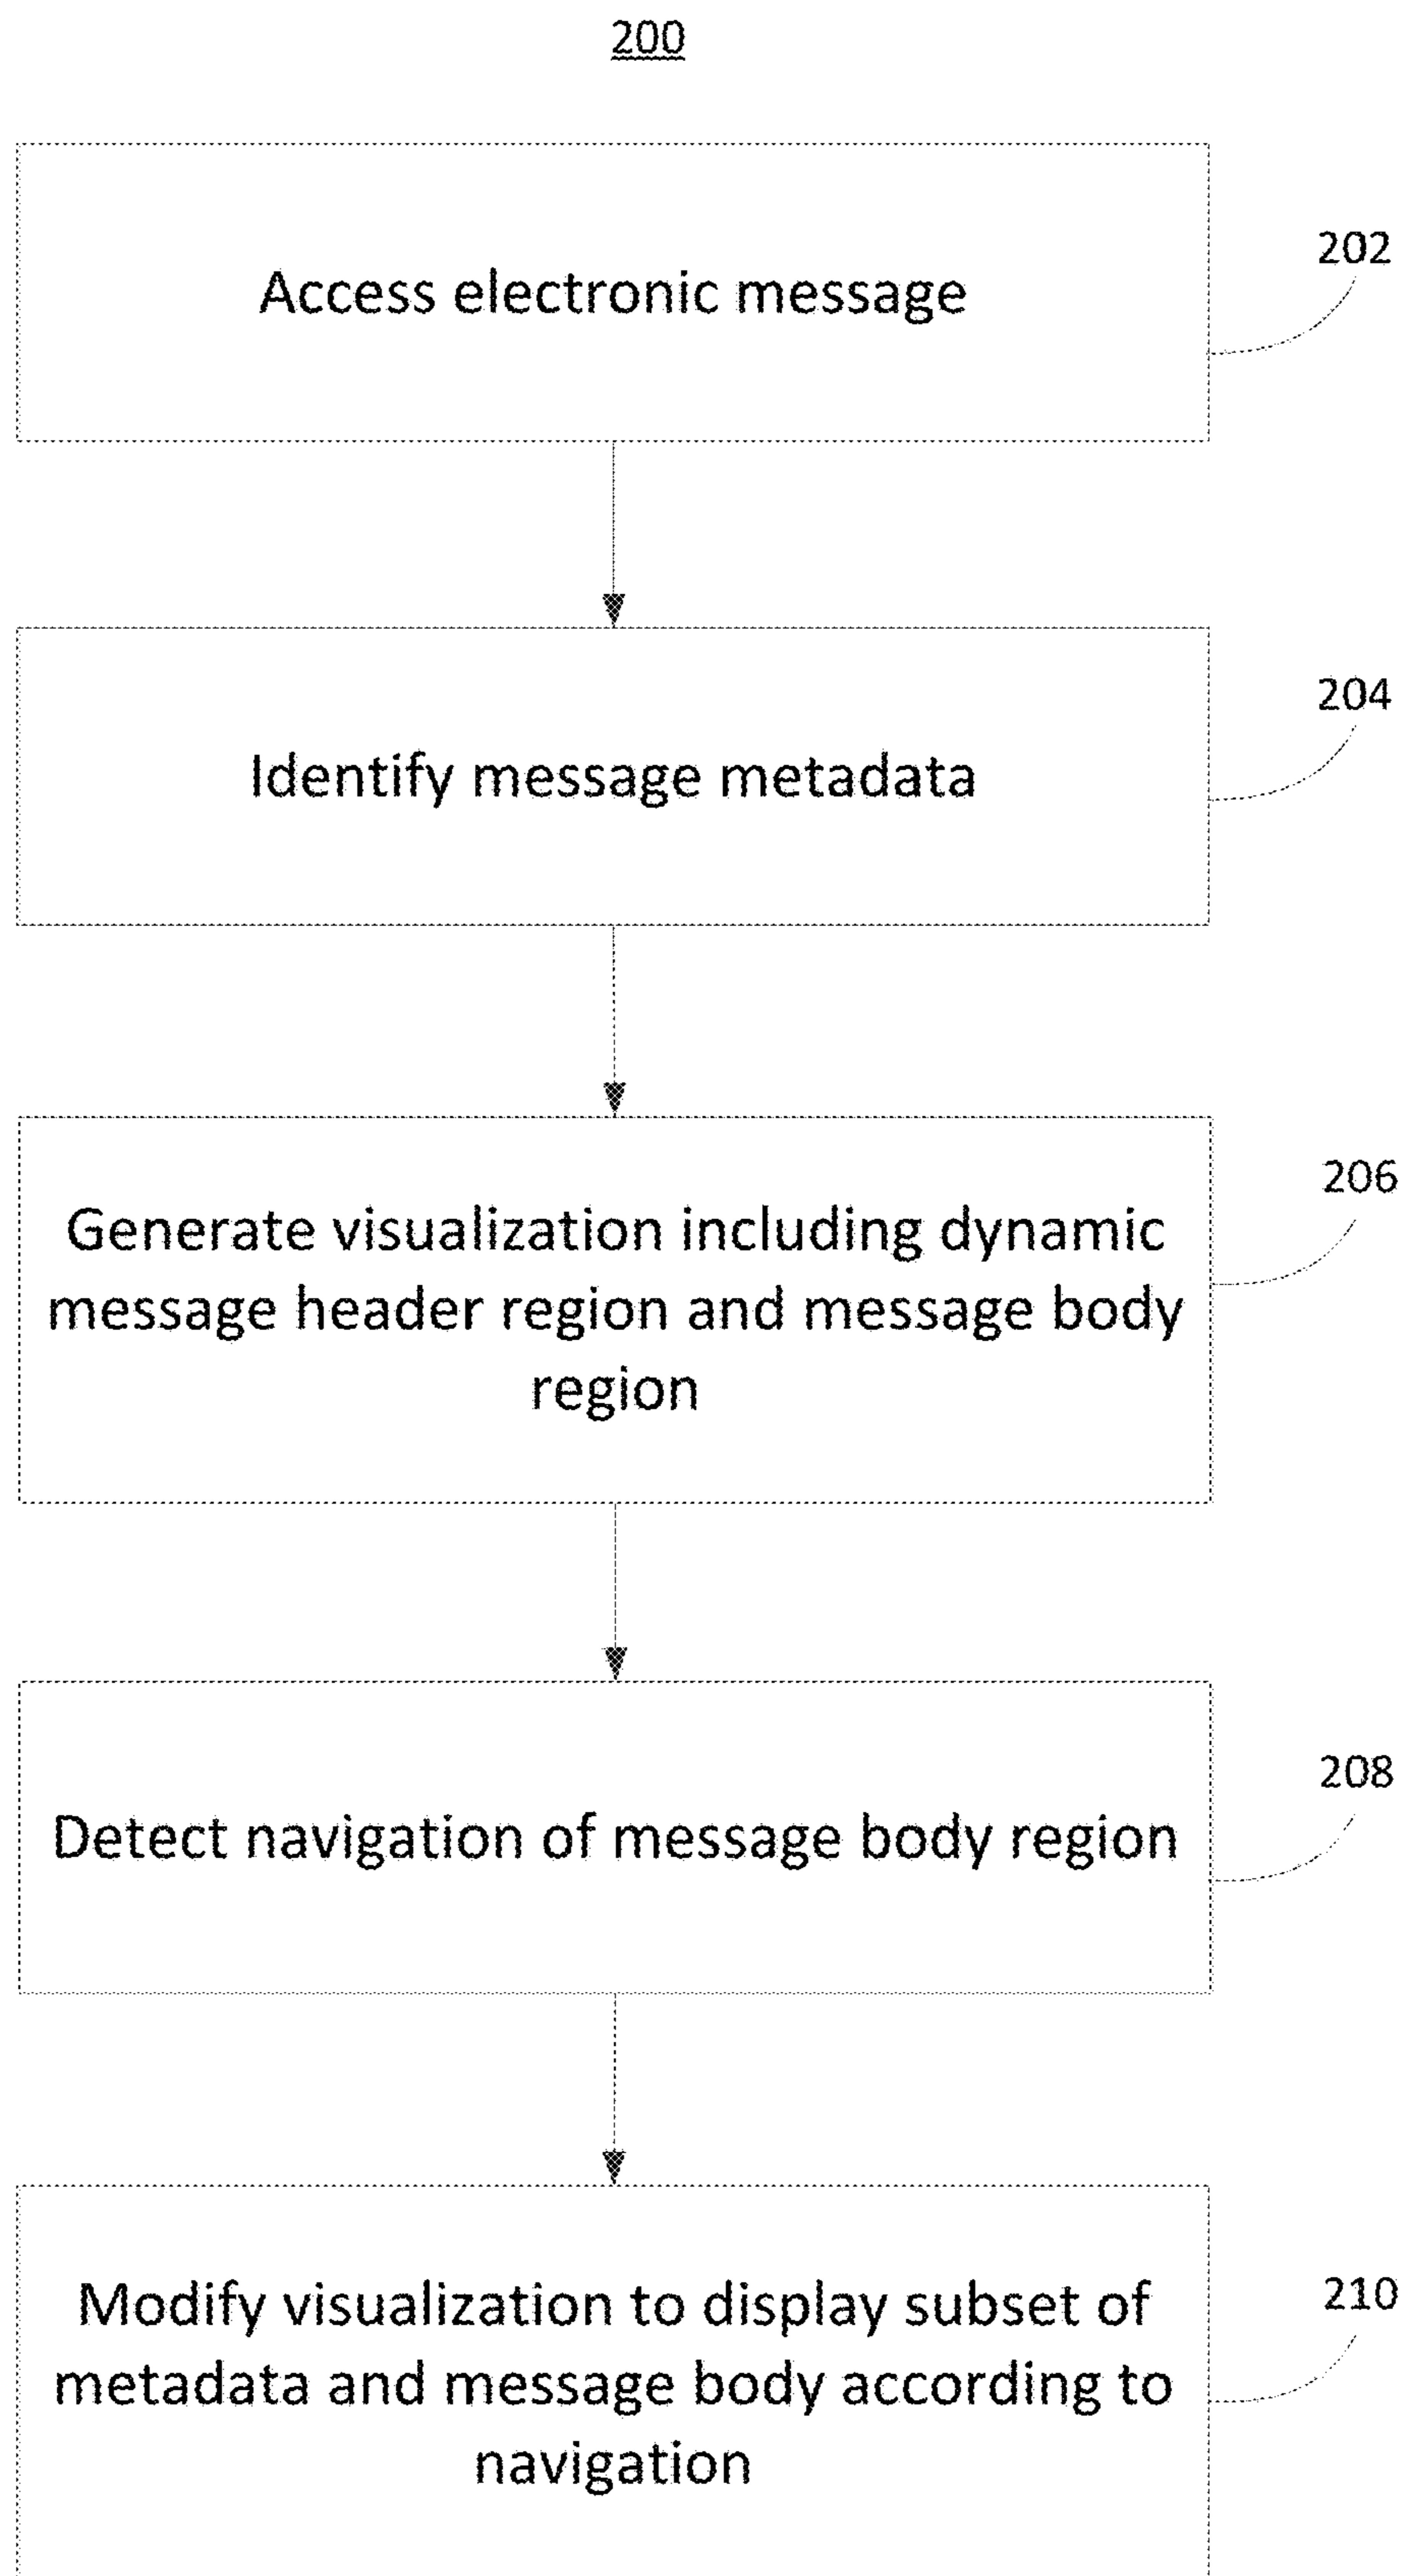 200
Access electronic message
202
Identify message metadata
204
Generate visualization including dynamic
message header region and message body
region
206
Detect navigation of message body region
208
Modify visualization to display subset of
metadata and message body according to
navigation
210